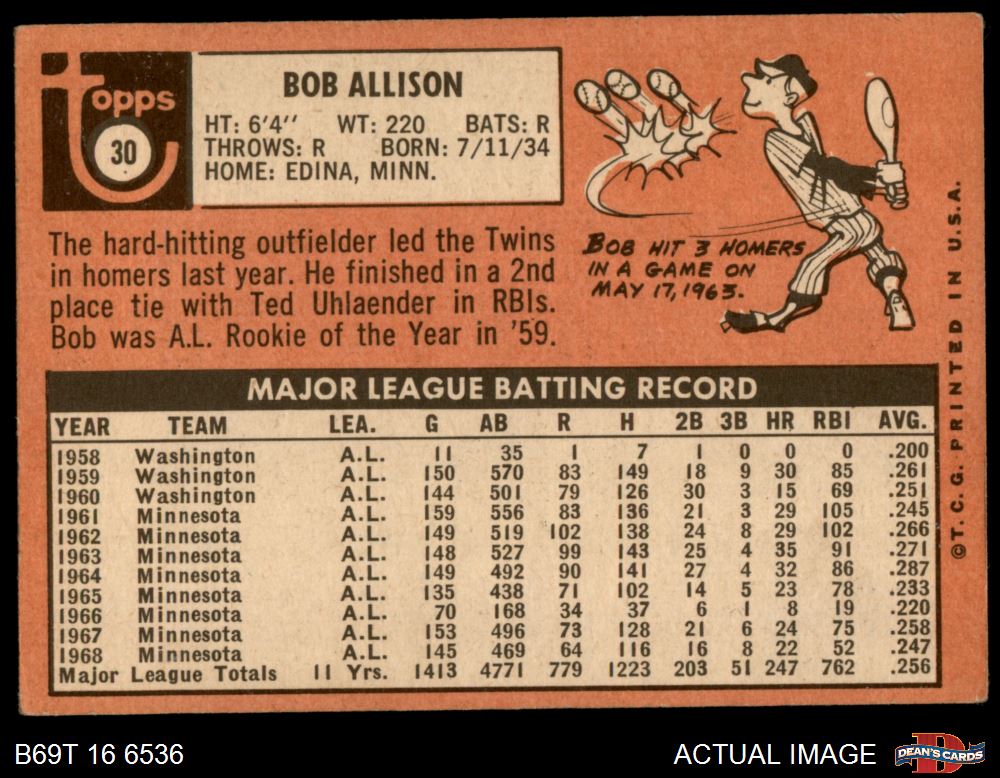 Topps
30
BOB ALLISON
HT: 6'4" WT: 220 BATS: R
THROWS: R BORN: 7/11/34
HOME: EDINA, MINN.
The hard-hitting outfielder led the Twins
in homers last year. He finished in a 2nd
place tie with Ted Uhlaender in RBIs.
Bob was A.L. Rookie of the Year in '59.
BOB HIT 3 HOMERS
IN A GAME ON
MAY 17, 1963.
MAJOR LEAGUE BATTING RECORD
YEAR TEAM LEA. G AB R H 2B 3B HR RBI AVG.
1958 Washington A.L. 11 35 1 7 1 0 0 0 .200
1959 Washington A.L. 150 570 83 149 18 9 30 85 .261
1960 Washington A.L. 144 501 79 126 30 3 15 69 .251
1961 Minnesota A.L. 159 556 83 136 21 3 29 105 .245
1962 Minnesota A.L. 149 519 102 138 24 8 29 102 .266
1963 Minnesota A.L. 148 527 99 143 25 4 35 91 .271
1964 Minnesota A.L. 149 492 90 141 27 4 32 86 .287
1965 Minnesota A.L. 135 438 71 102 14 5 23 78 .233
1966 Minnesota A.L. 70 168 34 37 6 1 8 19 .220
1967 Minnesota A.L. 153 496 73 128 21 6 24 75 .258
1968 Minnesota A.L. 145 469 64 116 16 8 22 52 .247
Major League Totals 11 Yrs. 1413 4771 779 1223 203 51 247 762 .256
© T. C. G. PRINTED IN U.S.A.
B69T 16 6536
ACTUAL IMAGE
D
DEAN'S CARDS